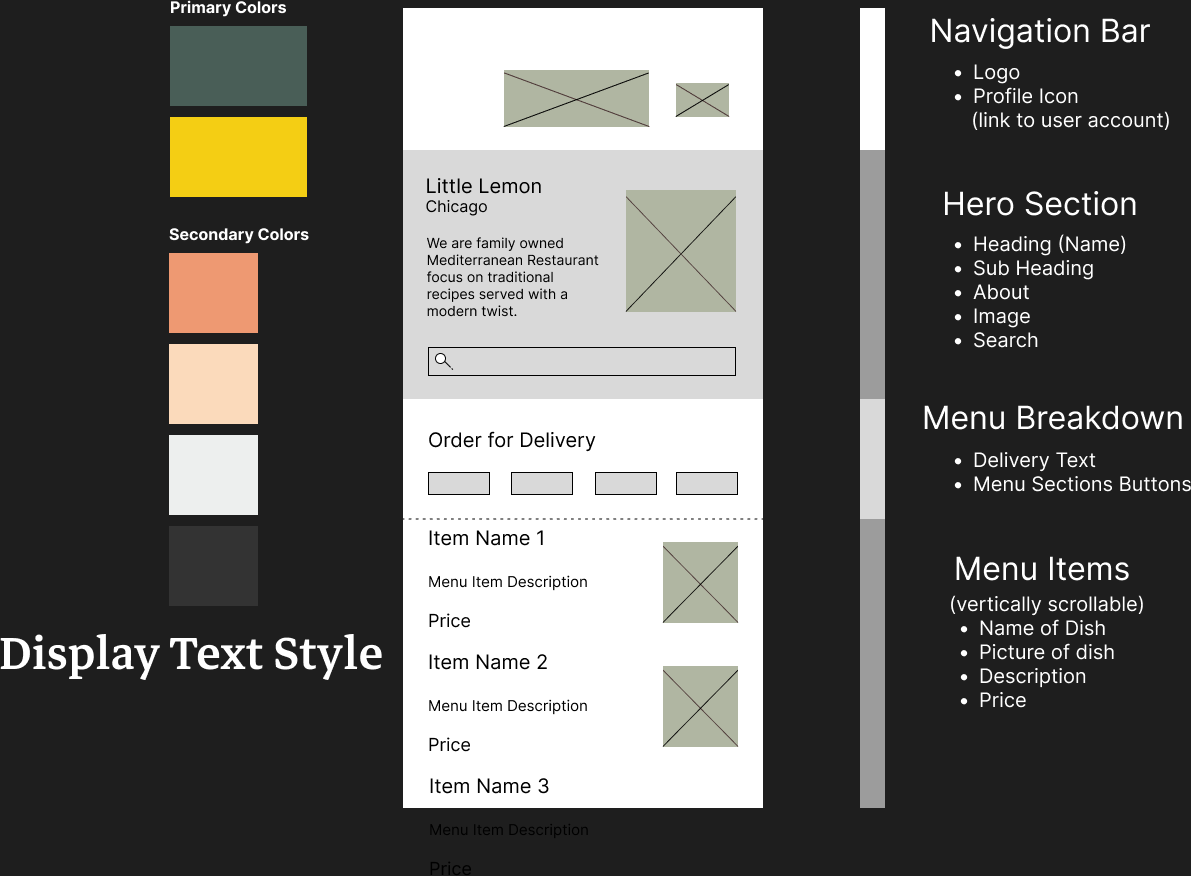 Primary Colors
Secondary Colors
Display Text Style
Little Lemon
Chicago
We are family owned
Mediterranean Restaurant
focus on traditional
recipes served with a
modern twist.
Order for Delivery
Item Name 1
Menu Item Description
Price
Item Name 2
Menu Item Description
Price
Item Name 3
Menu Item Description
Price
Navigation Bar
• Logo
• Profile Icon
(link to user account)
Hero Section
• Heading (Name)
• Sub Heading
• About
• Image
• Search
Menu Breakdown
• Delivery Text
• Menu Sections Buttons
Menu Items
(vertically scrollable)
• Name of Dish
• Picture of dish
• Description
• Price